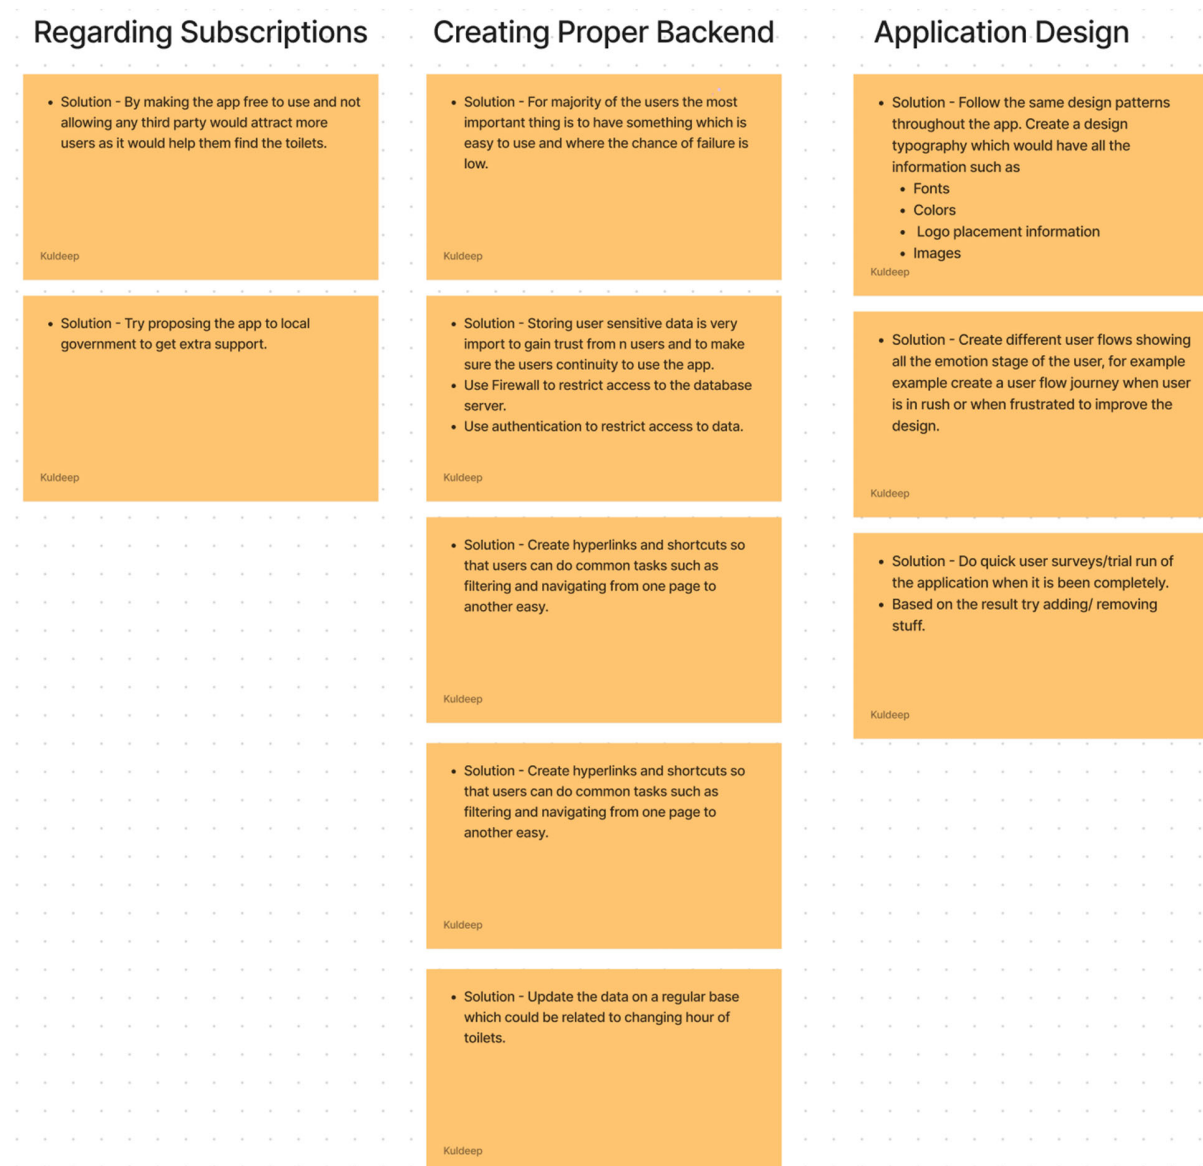 Regarding Subscriptions
• Solution - By making the app free to use and not
allowing any third party would attract more
users as it would help them find the toilets.
Kuldeep
• Solution - Try proposing the app to local
government to get extra support.
Kuldeep
Creating Proper Backend
• Solution - For majority of the users the most
important thing is to have something which is
easy to use and where the chance of failure is
low.
Kuldeep
• Solution - Storing user sensitive data is very
import to gain trust from n users and to make
sure the users continuity to use the app.
• Use Firewall to restrict access to the database
server.
• Use authentication to restrict access to data.
Kuldeep
• Solution - Create hyperlinks and shortcuts so
that users can do common tasks such as
filtering and navigating from one page to
another easy.
Kuldeep
• Solution - Create hyperlinks and shortcuts so
that users can do common tasks such as
filtering and navigating from one page to
another easy.
Kuldeep
• Solution - Update the data on a regular base
which could be related to changing hour of
toilets.
Kuldeep
Application Design
• Solution - Follow the same design patterns
throughout the app. Create a design
typography which would have all the
information such as
• Fonts
• Colors
• Logo placement information
• Images
Kuldeep
• Solution - Create different user flows showing
all the emotion stage of the user, for example
example create a user flow journey when user
is in rush or when frustrated to improve the
design.
Kuldeep
• Solution - Do quick user surveys/trial run of
the application when it is been completely.
• Based on the result try adding/ removing
stuff.
Kuldeep